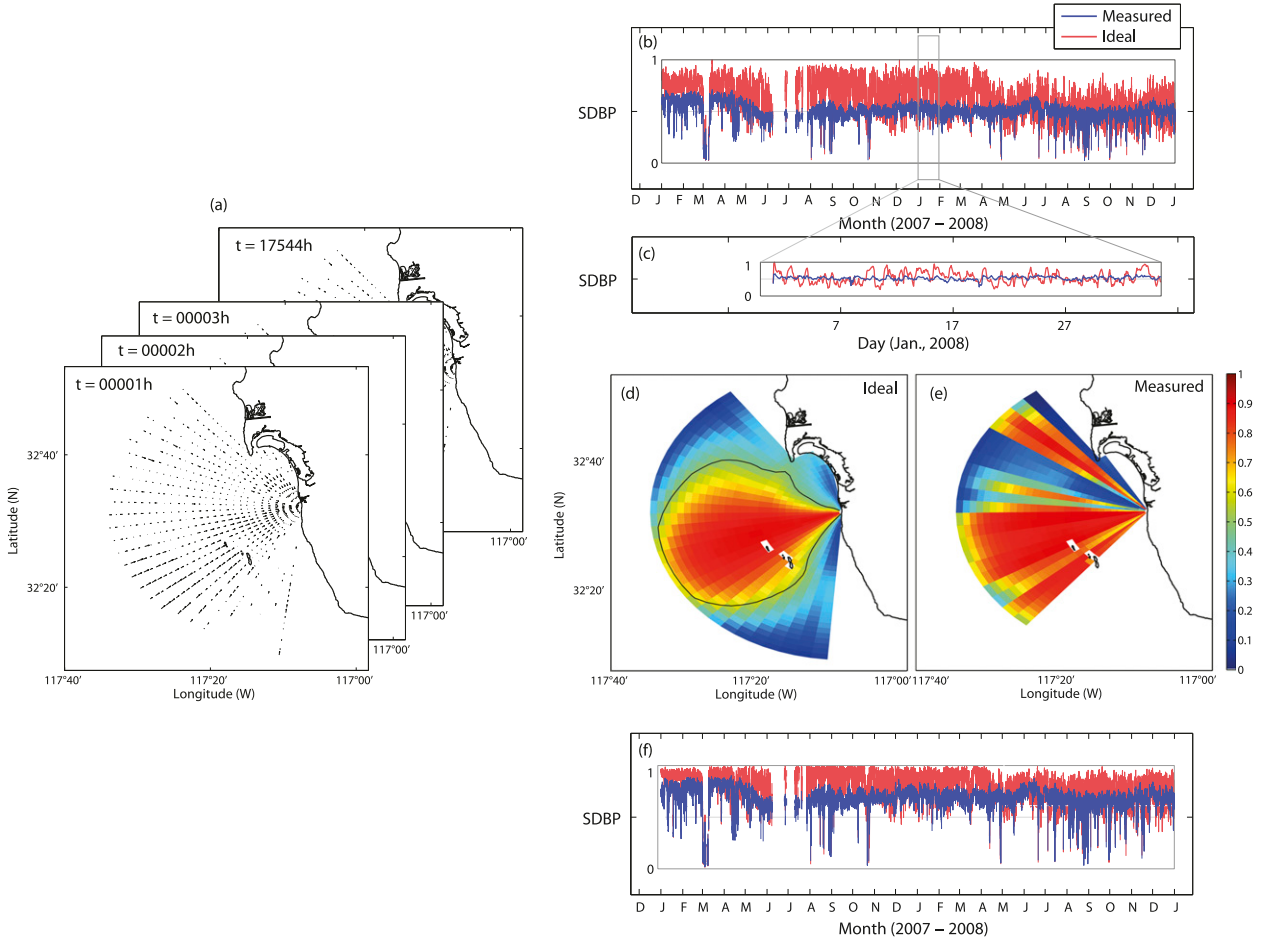 (a)
t = 17544h
t = 00003h
t = 00002h
t = 00001h
32°40′
32°20′
Latitude (N)
117°40′
117°20′
117°00′
117°00′
117°00′
117°00′
Longitude (W)
Measured
Ideal
(b)
1
0
SDBP
D J F M A M J J A S O N D J F M A M J J A S O N D J
Month (2007 – 2008)
(c)
1
0
SDBP
7 17 27
Day (Jan., 2008)
(d)
Ideal
32°40′
32°20′
Latitude (N)
117°40′
117°20′
117°00′
Longitude (W)
(e)
Measured
117°40′
117°20′
117°00′
Longitude (W)
1
0.9
0.8
0.7
0.6
0.5
0.4
0.3
0.2
0.1
0
(f)
1
0
SDBP
D J F M A M J J A S O N D J F M A M J J A S O N D J
Month (2007 – 2008)